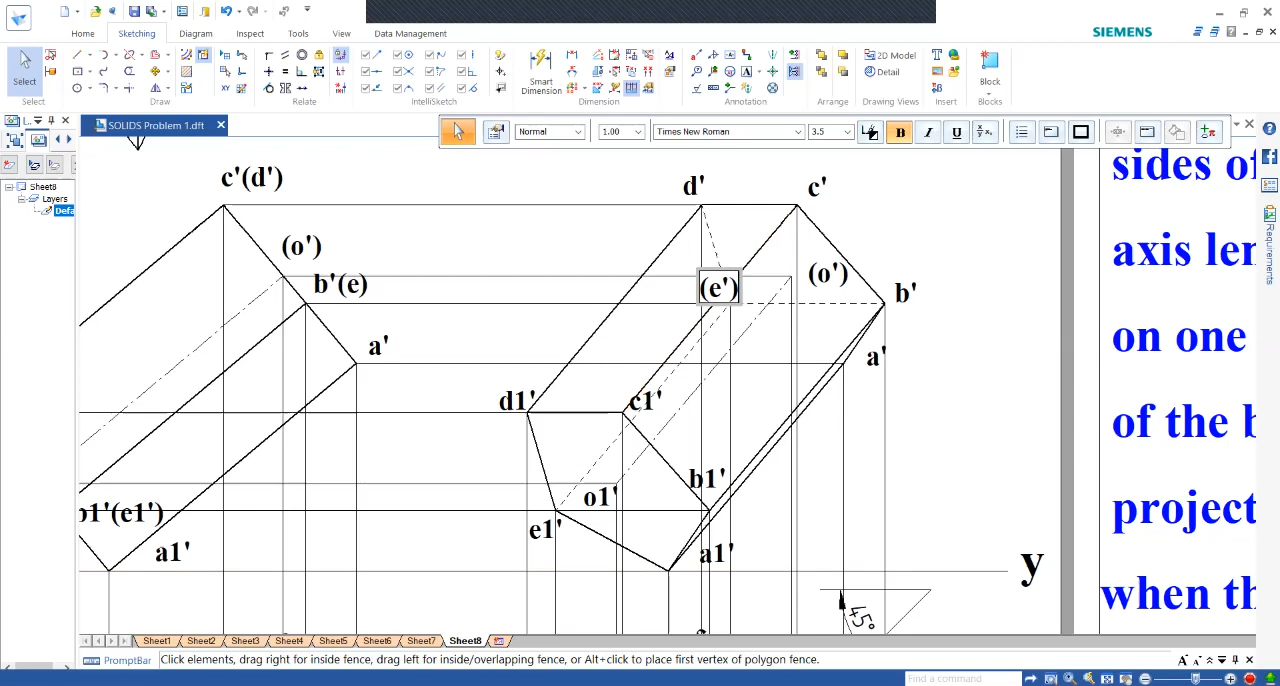 Home Sketching Diagram Inspect Tools View Data Management
SIEMENS
Select
Smart
Dimension
2D Model
Detail
Block
Select Draw Relate IntelliSketch Dimension Annotation Arrange Drawing Views Insert Blocks
SOLIDS Problem 1.dft
Normal 1.00 Times New Roman 3.5 B I U
Sheet8
Layers
Defa
Requirements
c'(d')
d'
c'
(o')
b'(e)
(e')
(o')
b'
a'
a'
d1'
c1'
b1'
o1'
b1'(e1')
e1'
a1'
a1'
y
45°
sides of
axis len
on one
of the b
project
when th
Sheet1 Sheet2 Sheet3 Sheet4 Sheet5 Sheet6 Sheet7 Sheet8
PromptBar Click elements, drag right for inside fence, drag left for inside/overlapping fence, or Alt+click to place first vertex of polygon fence.
Find a command